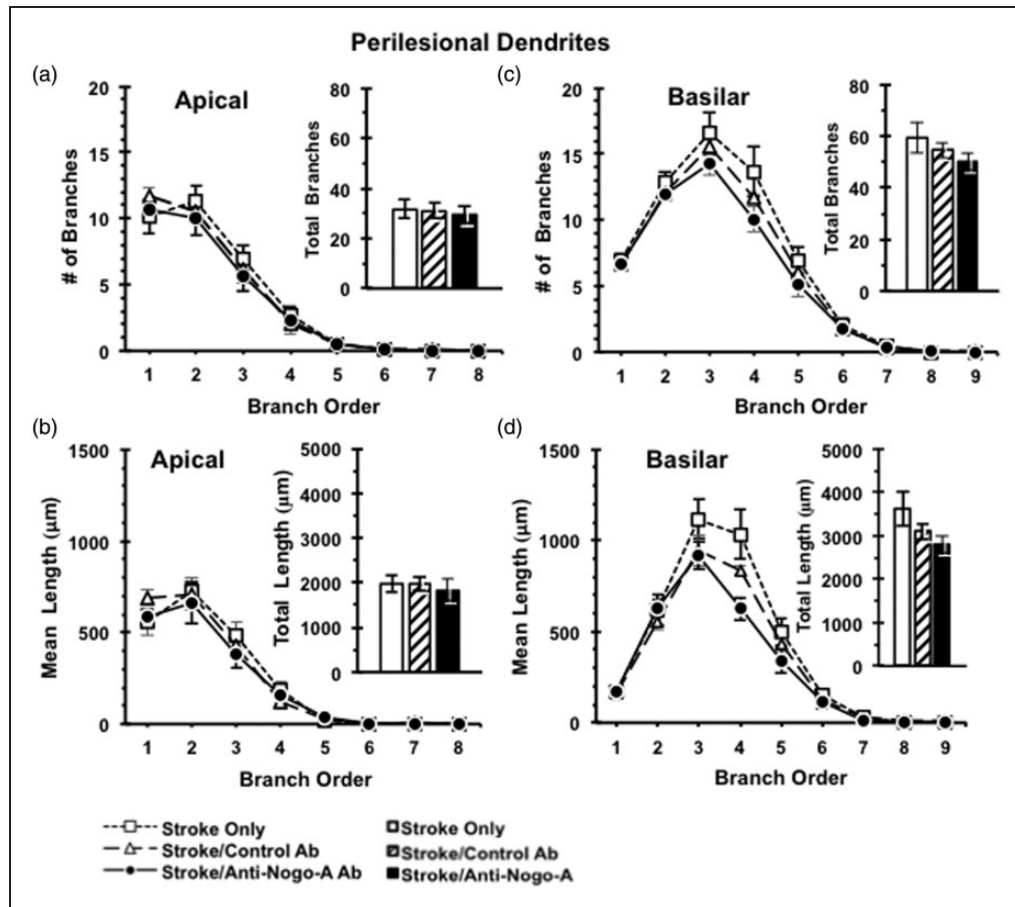 Perilesional Dendrites
(a)
Apical
# of Branches
20
15
10
5
0
1 2 3 4 5 6 7 8
Branch Order
Total Branches
80
60
40
20
0
(c)
Basilar
# of Branches
20
15
10
5
0
1 2 3 4 5 6 7 8 9
Branch Order
Total Branches
80
60
40
20
0
(b)
Apical
Mean Length (µm)
1500
1000
500
0
1 2 3 4 5 6 7 8
Branch Order
Total Length (µm)
5000
4000
3000
2000
1000
0
(d)
Basilar
Mean Length (µm)
1500
1000
500
0
1 2 3 4 5 6 7 8 9
Branch Order
Total Length (µm)
5000
4000
3000
2000
1000
0
Stroke Only
Stroke/Control Ab
Stroke/Anti-Nogo-A Ab
Stroke Only
Stroke/Control Ab
Stroke/Anti-Nogo-A